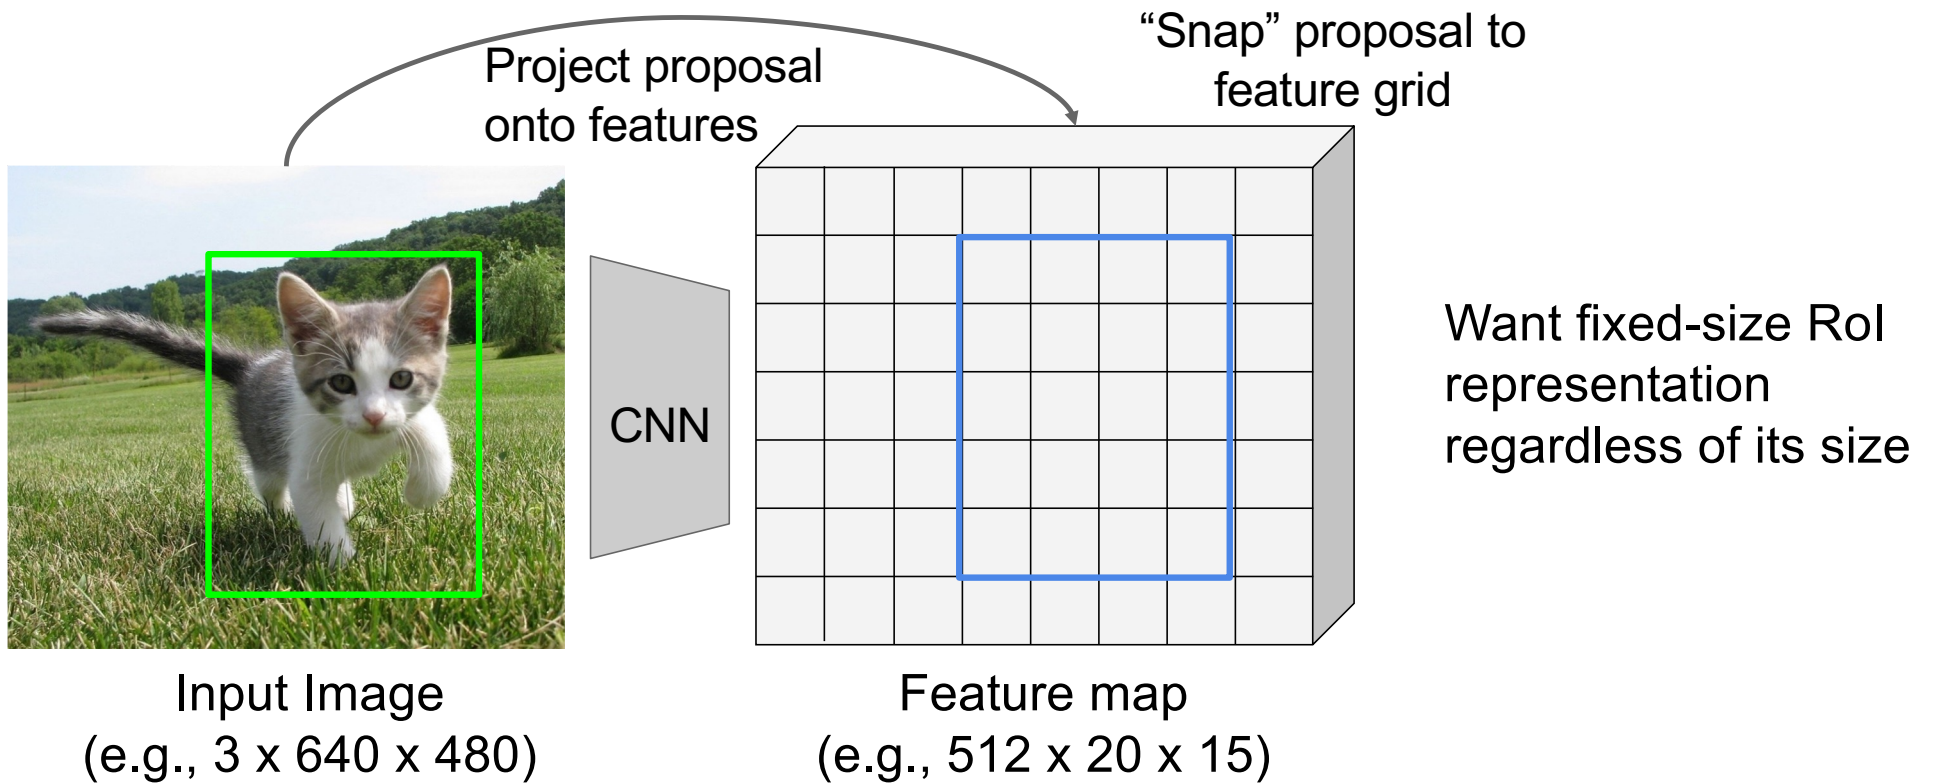 Project proposal
onto features
“Snap” proposal to
feature grid
CNN
Want fixed-size RoI
representation
regardless of its size
Input Image
(e.g., 3 x 640 x 480)
Feature map
(e.g., 512 x 20 x 15)